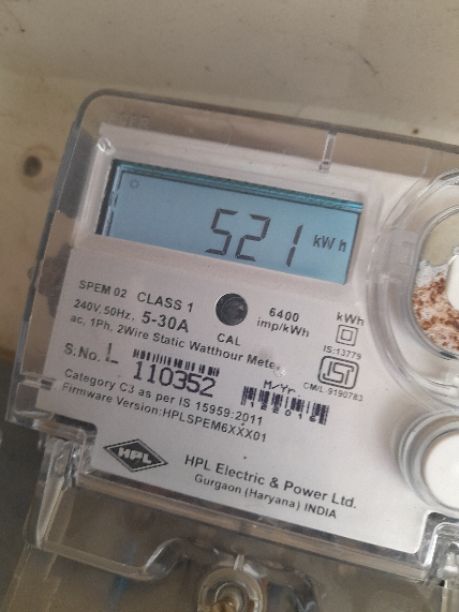 521 kWh
SPEM 02 CLASS 1
6400 imp/kWh
kWh
240V, 50Hz, 5-30A
CAL
IS:13779
ac, 1Ph, 2Wire Static Watthour Meter
S.No. L 110352
M/Yr.
122016
CM/L-9190783
Category C3 as per IS 15959:2011
Firmware Version:HPLSPEM6XXX01
HPL
HPL Electric & Power Ltd.
Gurgaon (Haryana) INDIA